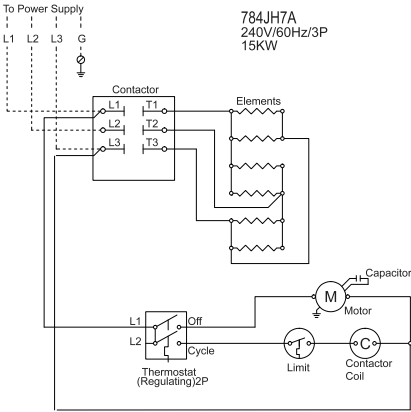 To Power Supply
784JH7A
240V/60Hz/3P
15KW
L1 L2 L3 G
Contactor
Elements
L1 T1
L2 T2
L3 T3
Capacitor
M
Motor
L1 Off
L2 Cycle
C
Thermostat
(Regulating)2P
Limit
Contactor
Coil